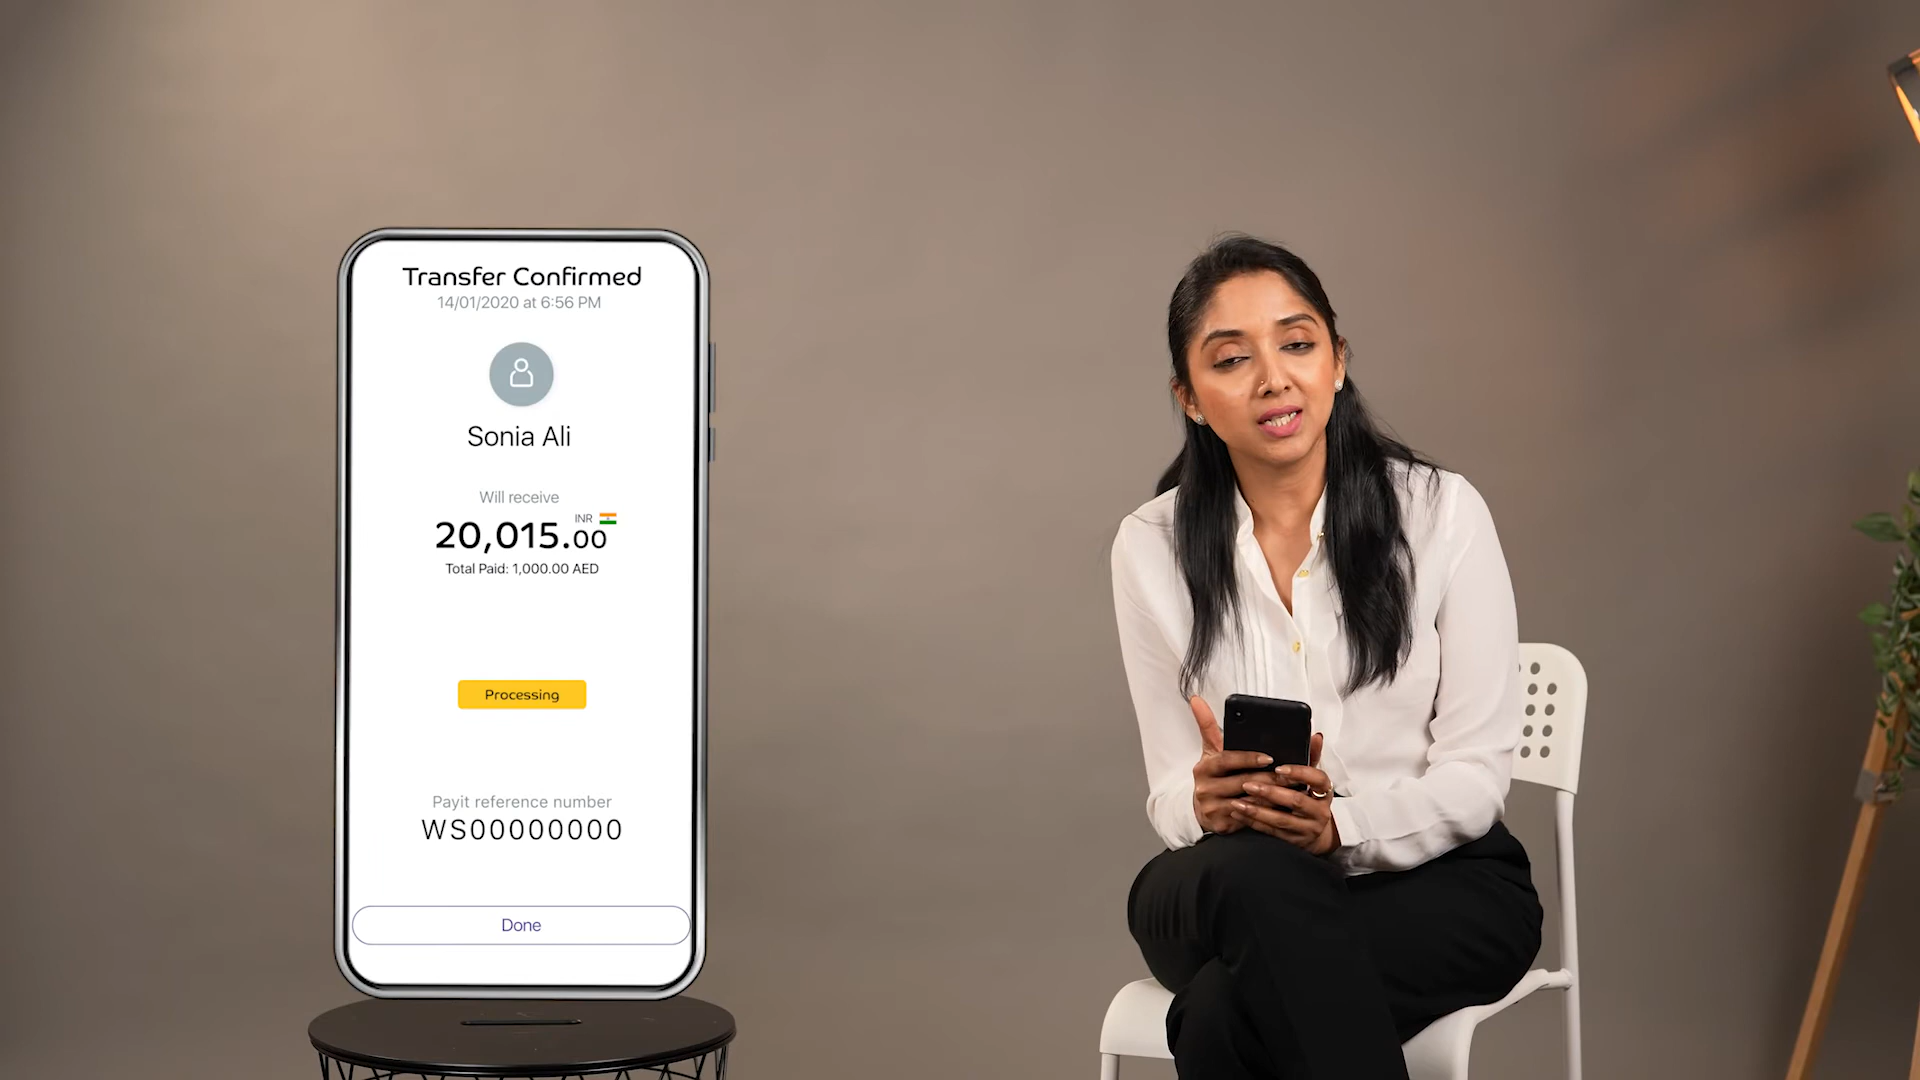 Transfer Confirmed
14/01/2020 at 6:56 PM
Sonia Ali
Will receive
INR
20,015.00
Total Paid: 1,000.00 AED
Processing
Payit reference number
WS00000000
Done